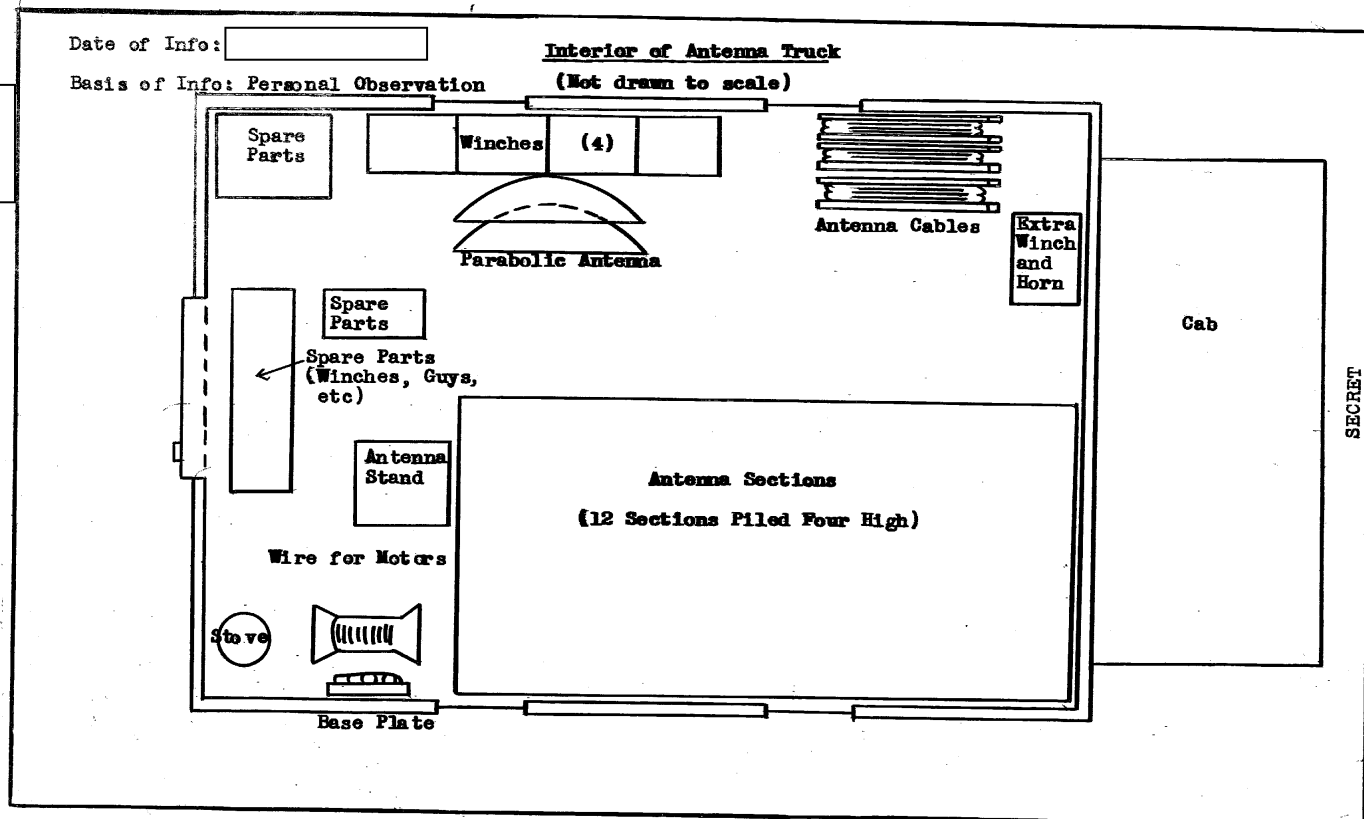 Date of Info:
Interior of Antenna Truck
Basis of Info: Personal Observation
(Not drawn to scale)
Spare
Parts
Winches (4)
Antenna Cables
Extra
Winch
and
Horn
Parabolic Antenna
Spare
Parts
Cab
Spare Parts
(Winches, Guys,
etc)
SECRET
Antenna
Stand
Antenna Sections
(12 Sections Piled Four High)
Wire for Motors
Stove
Base Plate